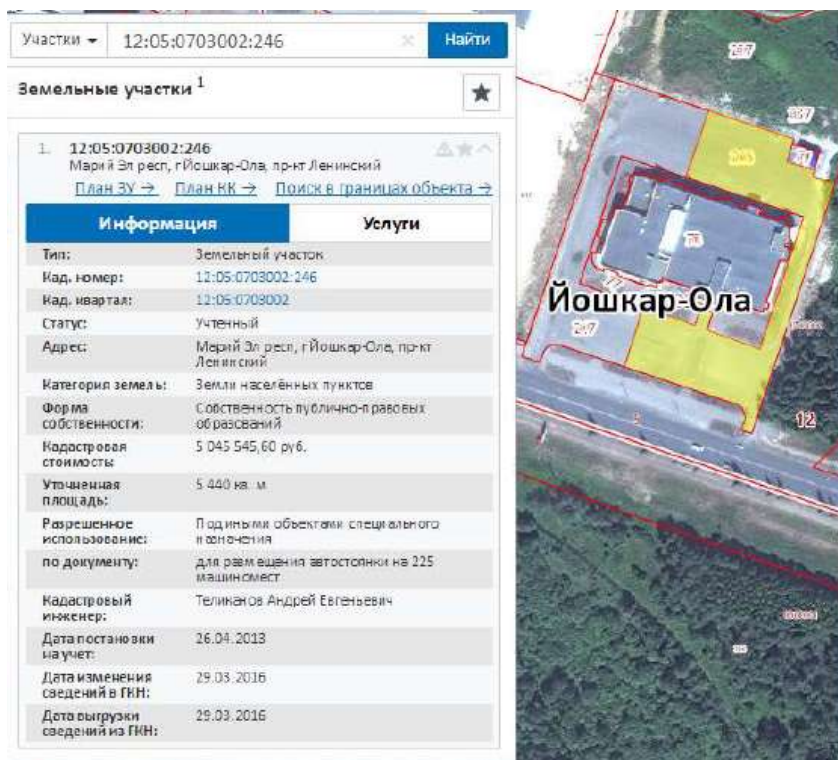 Участки
12:05:0703002:246
Найти
Земельные участки 1
1. 12:05:0703002:246
Марий Эл респ, г Йошкар-Ола, пр-кт Ленинский
План ЗУ → План КК → Поиск в границах объекта →
Информация
Услуги
Тип: Земельный участок
Кад. номер: 12:05:0703002:246
Кад. квартал: 12:05:0703002
Статус: Учтенный
Адрес: Марий Эл респ, г Йошкар-Ола, пр-кт
Ленинский
Категория земель: Земли населённых пунктов
Форма
собственности:
Собственность публично-правовых
образований
Кадастровая
стоимость:
5 045 545,60 руб.
Уточненная
площадь:
5 440 кв. м
Разрешенное
использование:
Под иными объектами специального
назначения
по документу:
для размещения автостоянки на 225
машиномест
Кадастровый
инженер:
Теликанов Андрей Евгеньевич
Дата постановки
на учет:
26.04.2013
Дата изменения
сведений в ГКН:
29.03.2016
Дата выгрузки
сведений из ГКН:
29.03.2016
Йошкар-Ола
247
12